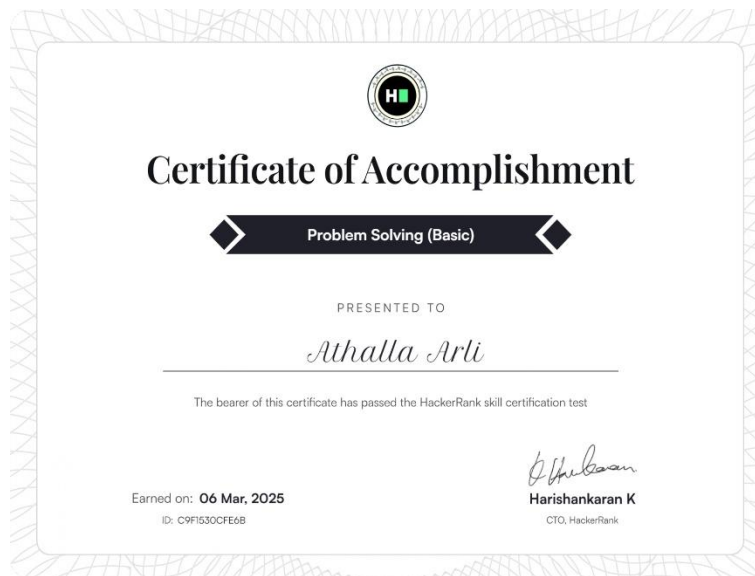 H
Certificate of Accomplishment
Problem Solving (Basic)
PRESENTED TO
Athalla Arli
The bearer of this certificate has passed the HackerRank skill certification test
Earned on: 06 Mar, 2025
Harishankaran K
ID: C9F1530CFE6B
CTO, HackerRank